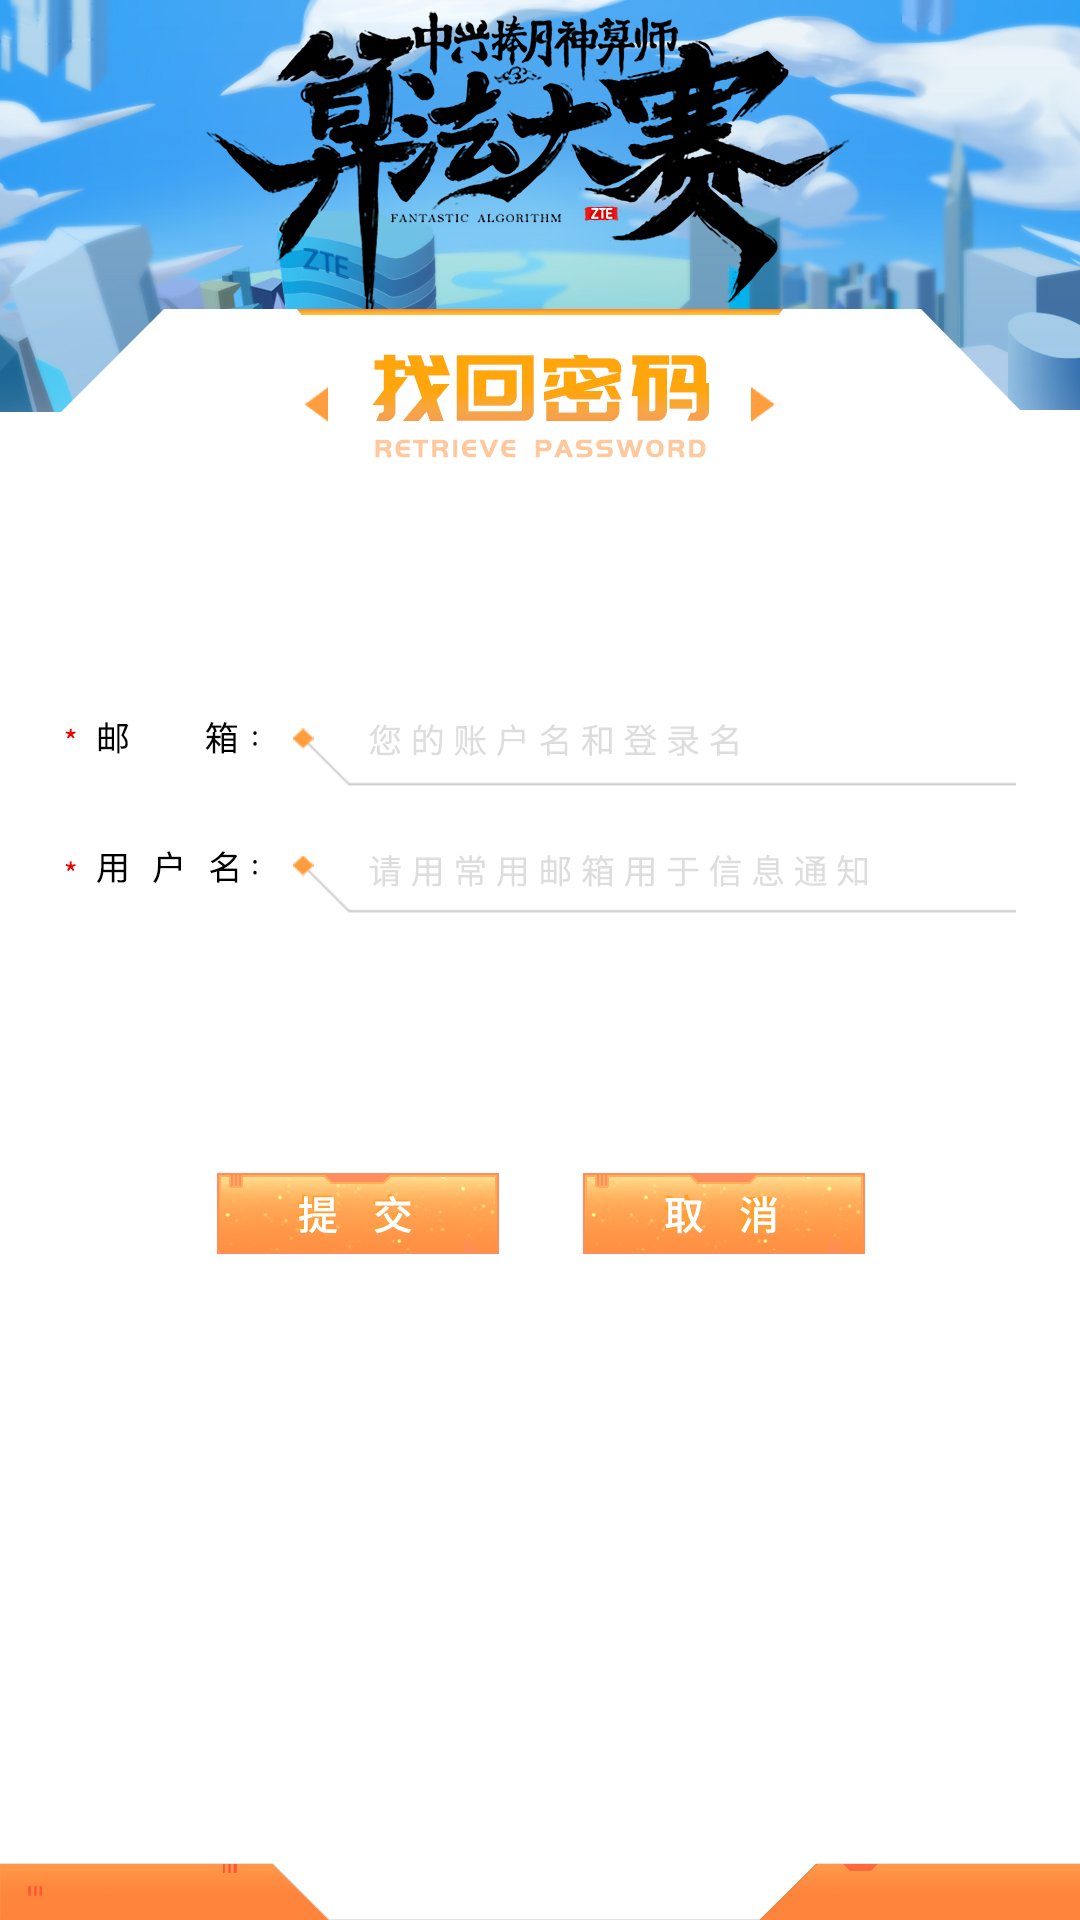 中兴捧月神算师
算法大赛
FANTASTIC ALGORITHM ZTE
ZTE
找回密码
RETRIEVE PASSWORD
* 邮 箱： 您的账户名和登录名
* 用户名： 请用常用邮箱用于信息通知
提 交 取 消